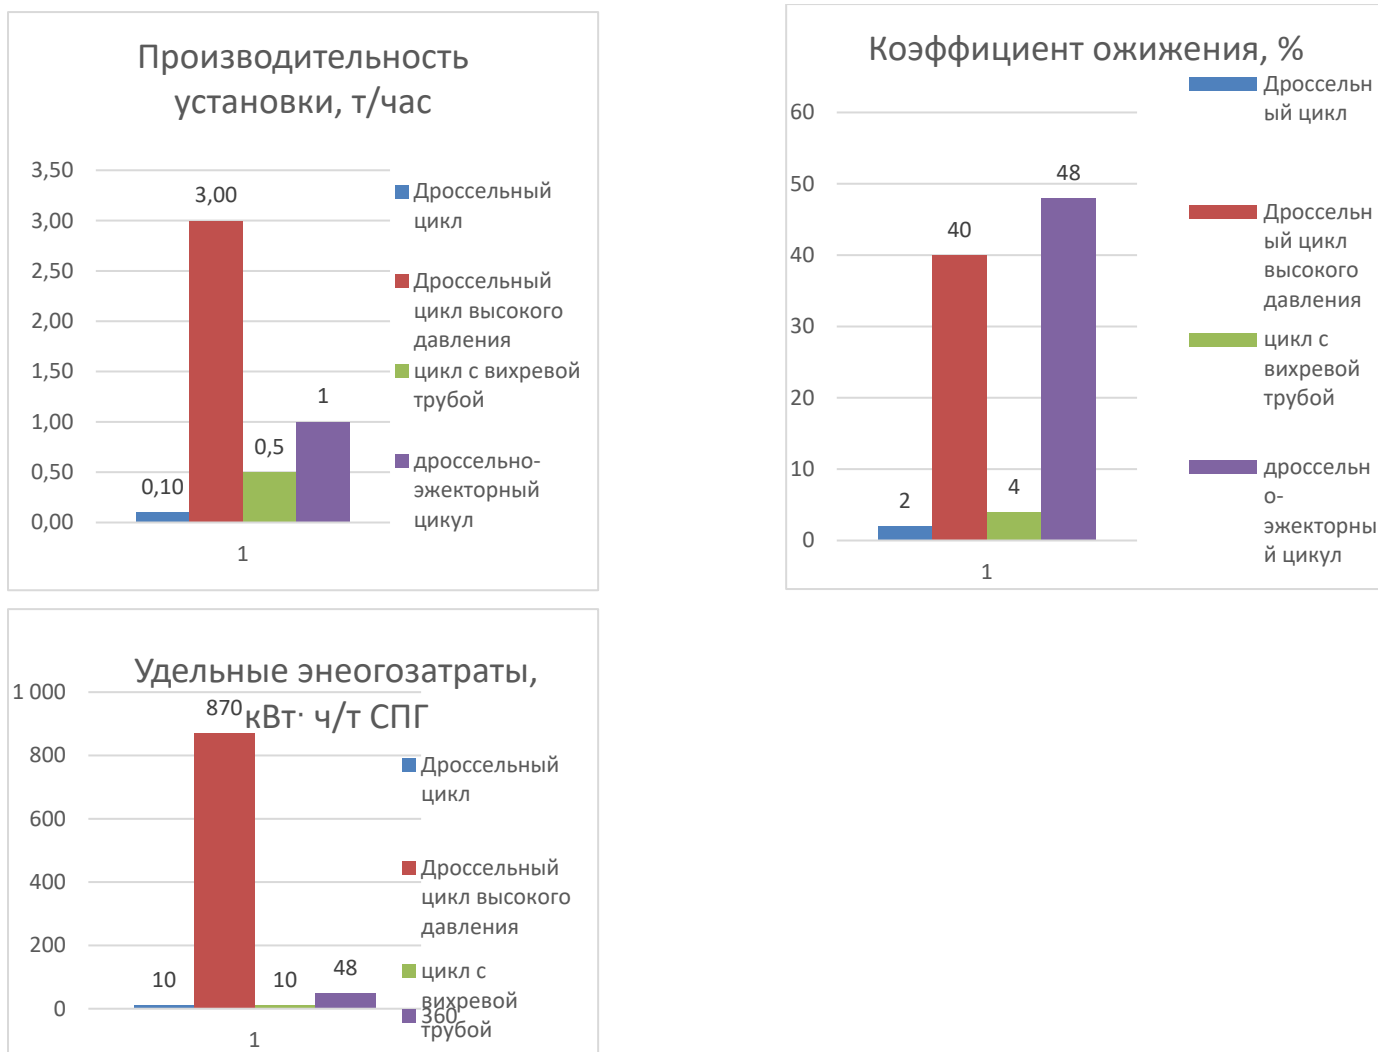 Производительность
установки, т/час
3,50
3,00
2,50
2,00
1,50
1,00
0,50
0,00
0,10
3,00
0,5
1
1
Дроссельный
цикл
Дроссельный
цикл высокого
давления
цикл с вихревой
трубой
дроссельно-
эжекторный
цикул
Коэффициент ожижения, %
60
50
40
30
20
10
0
2
40
4
48
1
Дроссельн
ый цикл
Дроссельн
ый цикл
высокого
давления
цикл с
вихревой
трубой
дроссельн
о-
эжекторны
й цикул
Удельные энеогозатраты,
кВт· ч/т СПГ
1 000
800
600
400
200
0
10
870
10
48
1
Дроссельный
цикл
Дроссельный
цикл высокого
давления
цикл с
вихревой
трубой
360